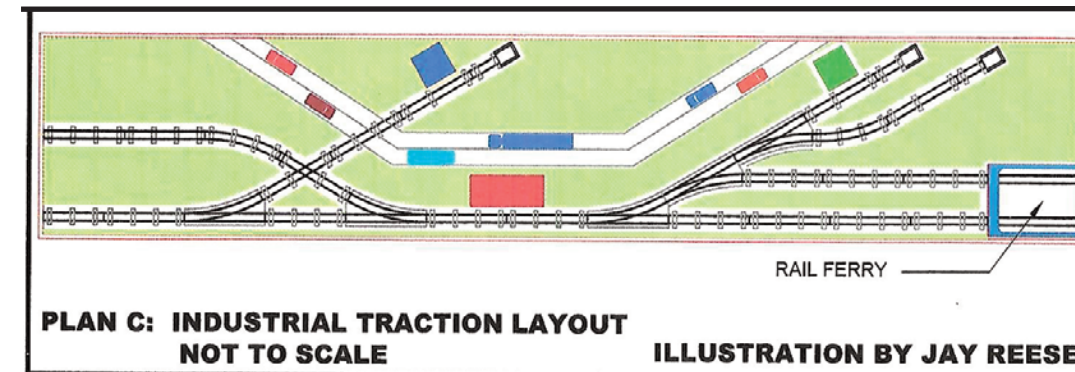 RAIL FERRY
PLAN C: INDUSTRIAL TRACTION LAYOUT
NOT TO SCALE
ILLUSTRATION BY JAY REESE